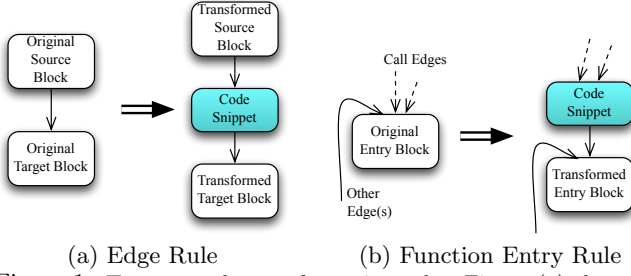 Original
Source
Block
Original
Target Block
Transformed
Source
Block
Code
Snippet
Transformed
Target Block
Call Edges
Original
Entry Block
Other
Edge(s)
Code
Snippet
Transformed
Entry Block
(a) Edge Rule
(b) Function Entry Rule